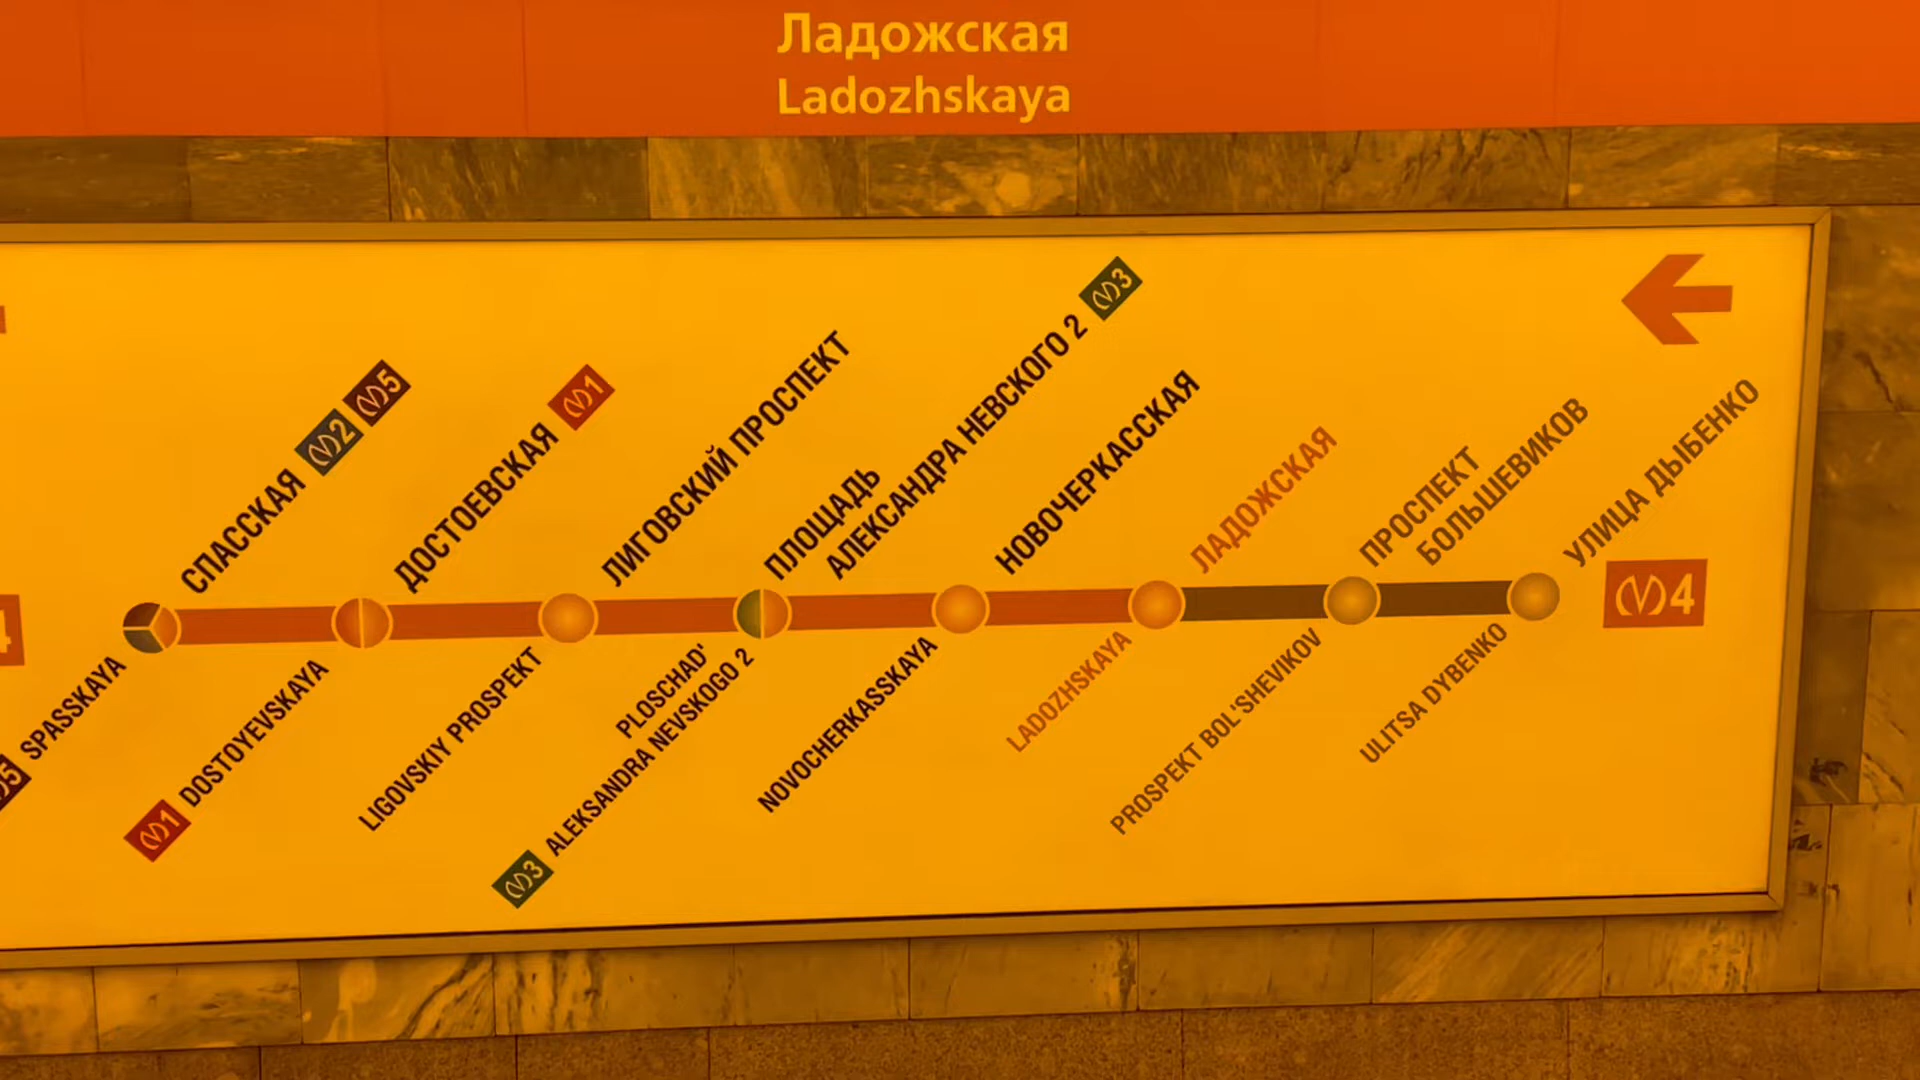 Ладожская
Ladozhskaya
СПАССКАЯ 2 5
ДОСТОЕВСКАЯ 1
ЛИГОВСКИЙ ПРОСПЕКТ
ПЛОЩАДЬ
АЛЕКСАНДРА НЕВСКОГО 2 3
НОВОЧЕРКАССКАЯ
ЛАДОЖСКАЯ
ПРОСПЕКТ
БОЛЬШЕВИКОВ
УЛИЦА ДЫБЕНКО
4
4
5 SPASSKAYA
1 DOSTOYEVSKAYA
LIGOVSKIY PROSPEKT
PLOSCHAD'
3 ALEKSANDRA NEVSKOGO 2
NOVOCHERKASSKAYA
LADOZHSKAYA
PROSPEKT BOL'SHEVIKOV
ULITSA DYBENKO